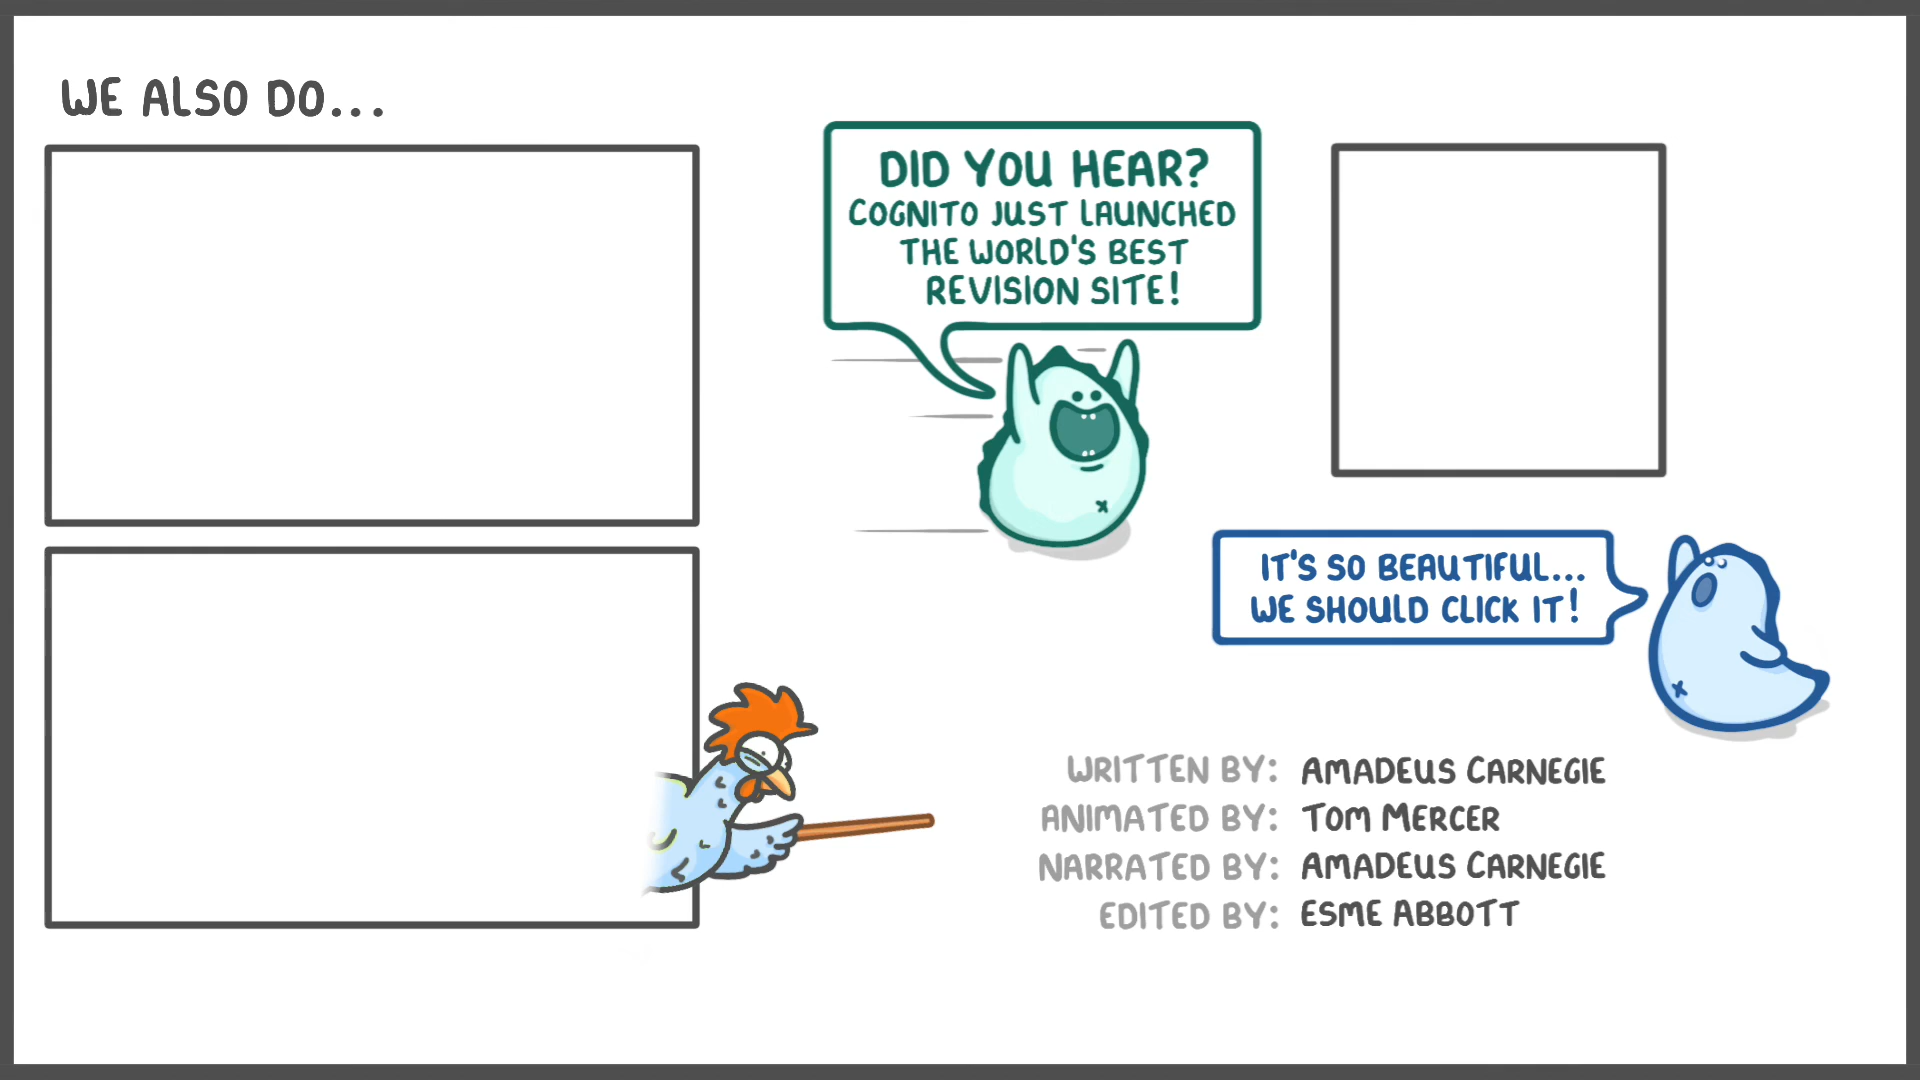 WE ALSO DO...
DID YOU HEAR?
COGNITO JUST LAUNCHED
THE WORLD'S BEST
REVISION SITE!
IT'S SO BEAUTIFUL...
WE SHOULD CLICK IT!
WRITTEN BY: AMADEUS CARNEGIE
ANIMATED BY: TOM MERCER
NARRATED BY: AMADEUS CARNEGIE
EDITED BY: ESME ABBOTT